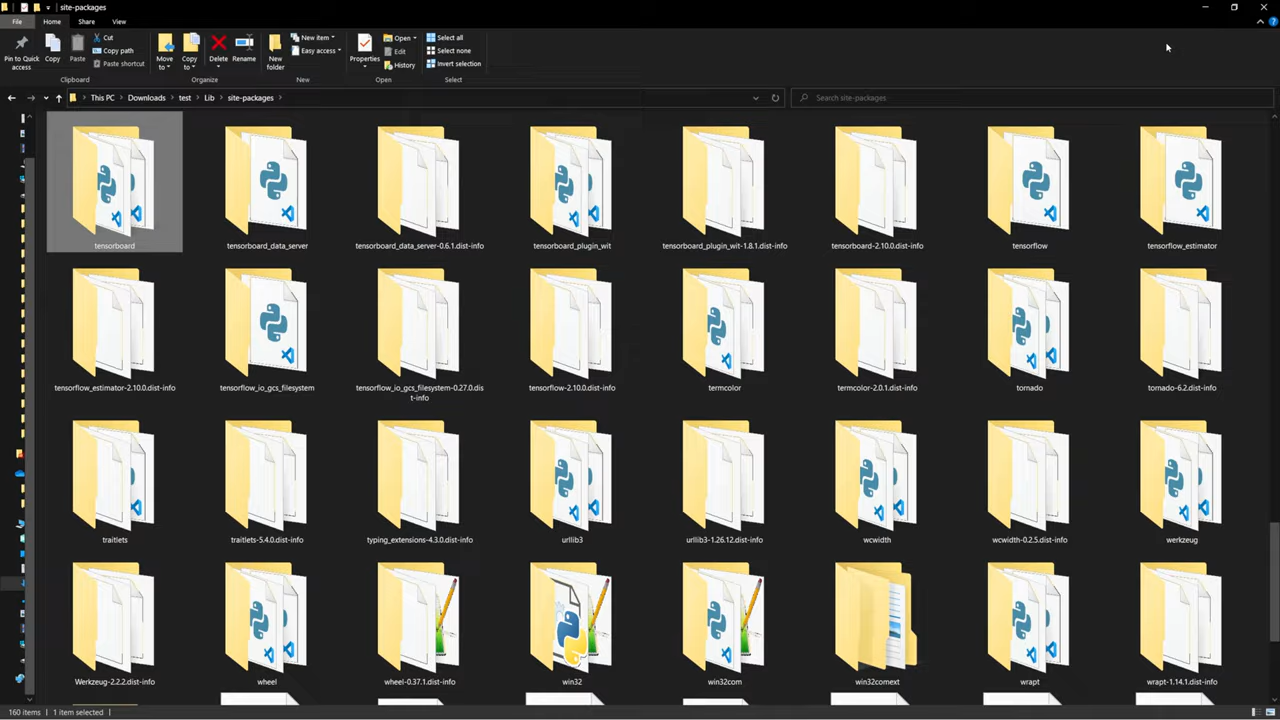 site-packages
File
Home
Share
View
Pin to Quick
access
Copy
Paste
Cut
Copy path
Paste shortcut
Move
to
Copy
to
Delete
Rename
New
folder
New item
Easy access
Properties
Open
Edit
History
Select all
Select none
Invert selection
Clipboard
Organize
New
Open
Select
This PC > Downloads > test > Lib > site-packages >
Search site-packages
tensorboard
tensorboard_data_server
tensorboard_data_server-0.6.1.dist-info
tensorboard_plugin_wit
tensorboard_plugin_wit-1.8.1.dist-info
tensorboard-2.10.0.dist-info
tensorflow
tensorflow_estimator
tensorflow_estimator-2.10.0.dist-info
tensorflow_io_gcs_filesystem
tensorflow_io_gcs_filesystem-0.27.0.dis
t-info
tensorflow-2.10.0.dist-info
termcolor
termcolor-2.0.1.dist-info
tornado
tornado-6.2.dist-info
traitlets
traitlets-5.4.0.dist-info
typing_extensions-4.3.0.dist-info
urllib3
urllib3-1.26.12.dist-info
wcwidth
wcwidth-0.2.5.dist-info
werkzeug
Werkzeug-2.2.2.dist-info
wheel
wheel-0.37.1.dist-info
win32
win32com
win32comext
wrapt
wrapt-1.14.1.dist-info
160 items
1 item selected